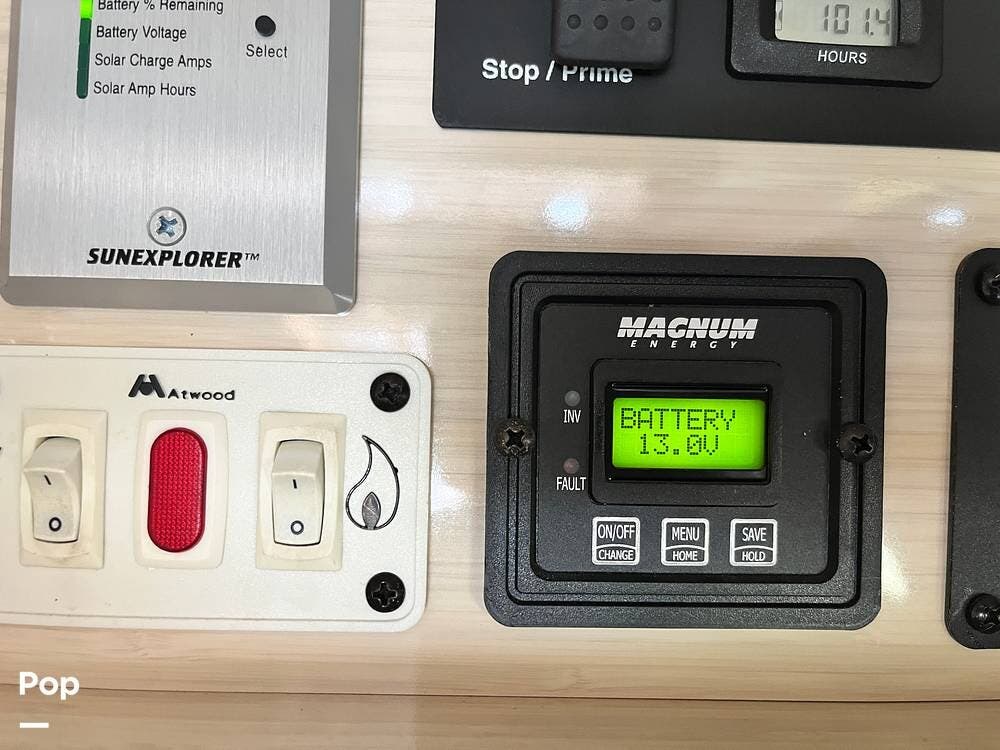 Battery % Remaining
Battery Voltage
Solar Charge Amps
Solar Amp Hours
Select
SUNEXPLORER™
Stop / Prime
101.4
HOURS
Atwood
I
O
I
O
MAGNUM
ENERGY
INV
FAULT
BATTERY
13.0V
ON/OFF
CHANGE
MENU
HOME
SAVE
HOLD
Pop